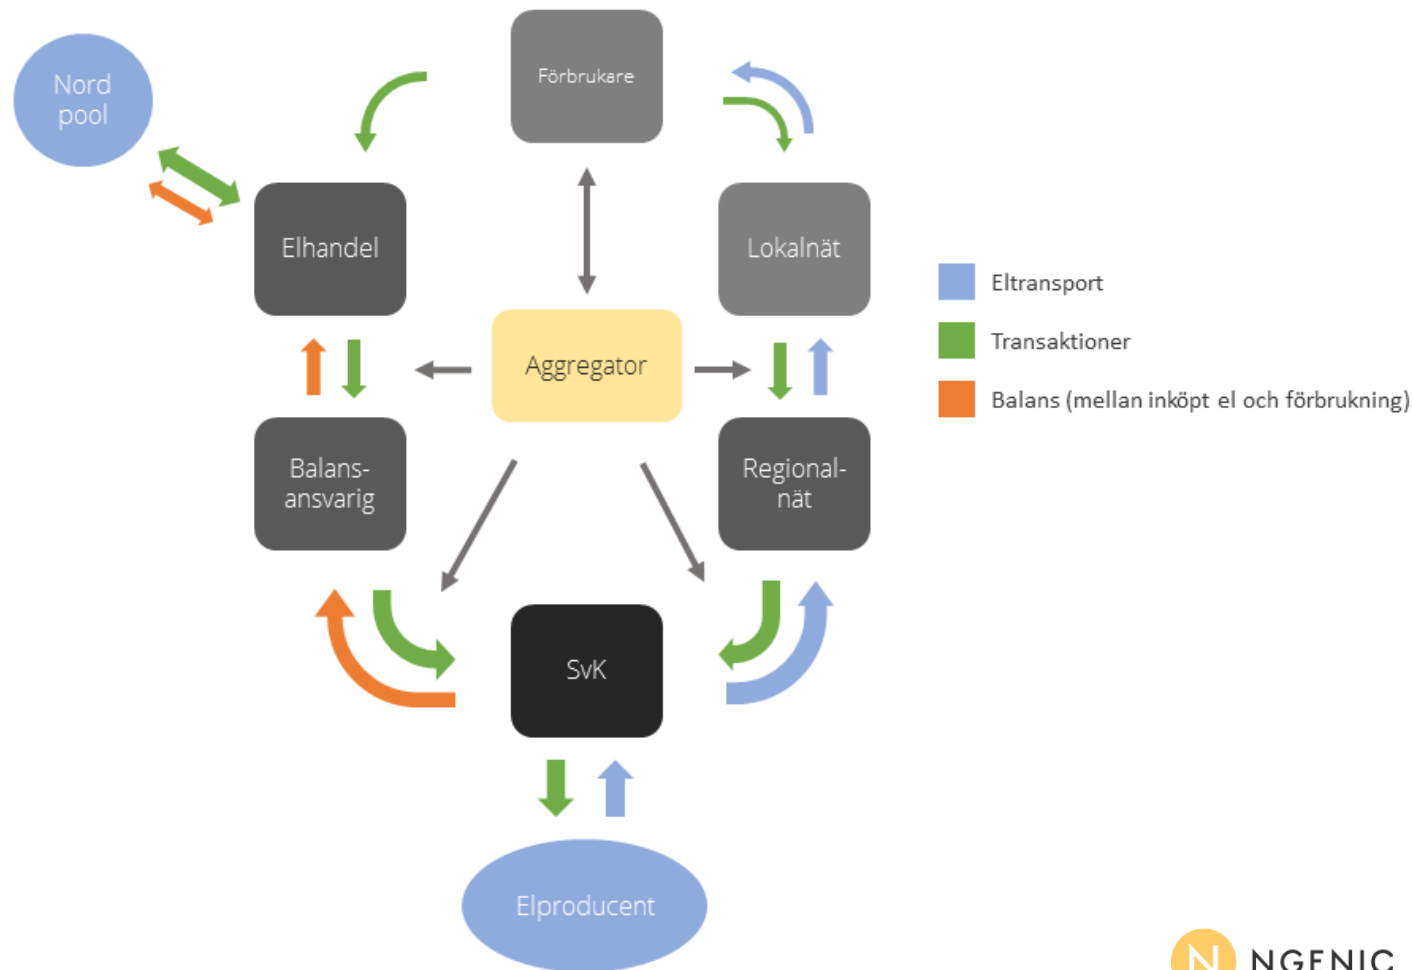 Nord
pool
Förbrukare
Elhandel
Lokalnät
Aggregator
Balans-
ansvarig
Regional-
nät
SvK
Elproducent
Eltransport
Transaktioner
Balans (mellan inköpt el och förbrukning)
N NGENIC